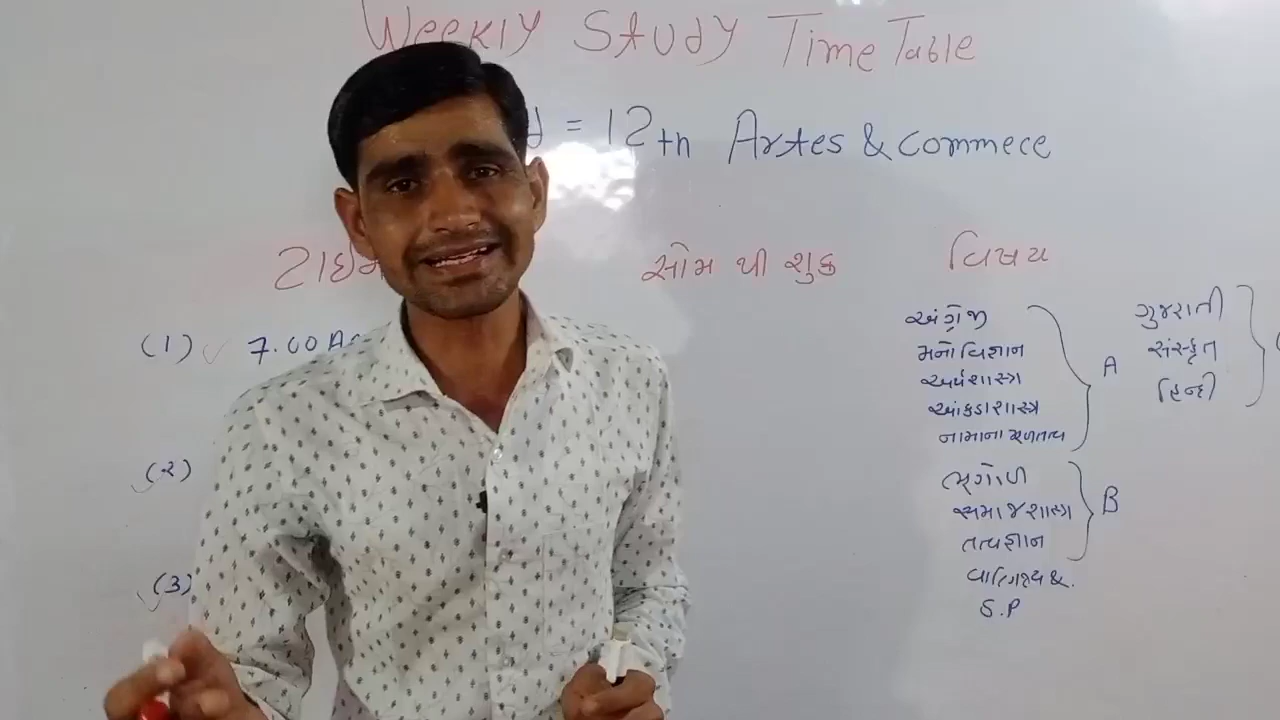 Weekly Study Time Table
= 12th Artes & commece
સોમ થી શુક્ર
વિષય
(1) 7.00
(2)
(3)
અંગ્રેજી
મનોવિજ્ઞાન
અર્થશાસ્ત્ર
આંકડાશાસ્ત્ર
નામાના મૂળતત્વ
A
ગુજરાતી
સંસ્કૃત
હિન્દી
ભૂગોળ
સમાજશાસ્ત્ર
તત્વજ્ઞાન
B
S.P